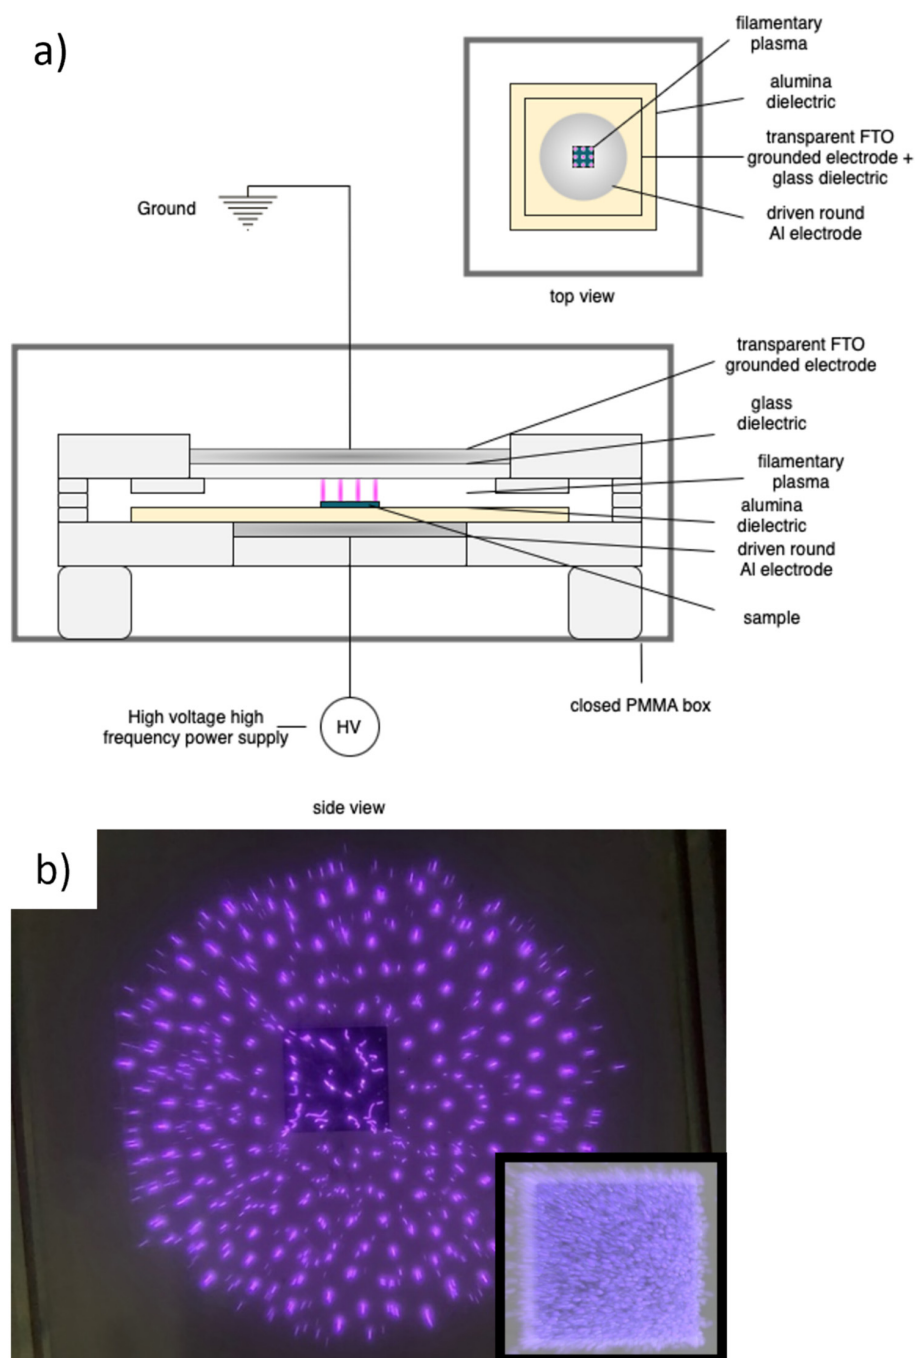 a)
filamentary
plasma
alumina
dielectric
transparent FTO
grounded electrode +
glass dielectric
driven round
Al electrode
top view
Ground
transparent FTO
grounded electrode
glass
dielectric
filamentary
plasma
alumina
dielectric
driven round
Al electrode
sample
closed PMMA box
High voltage high
frequency power supply
HV
side view
b)